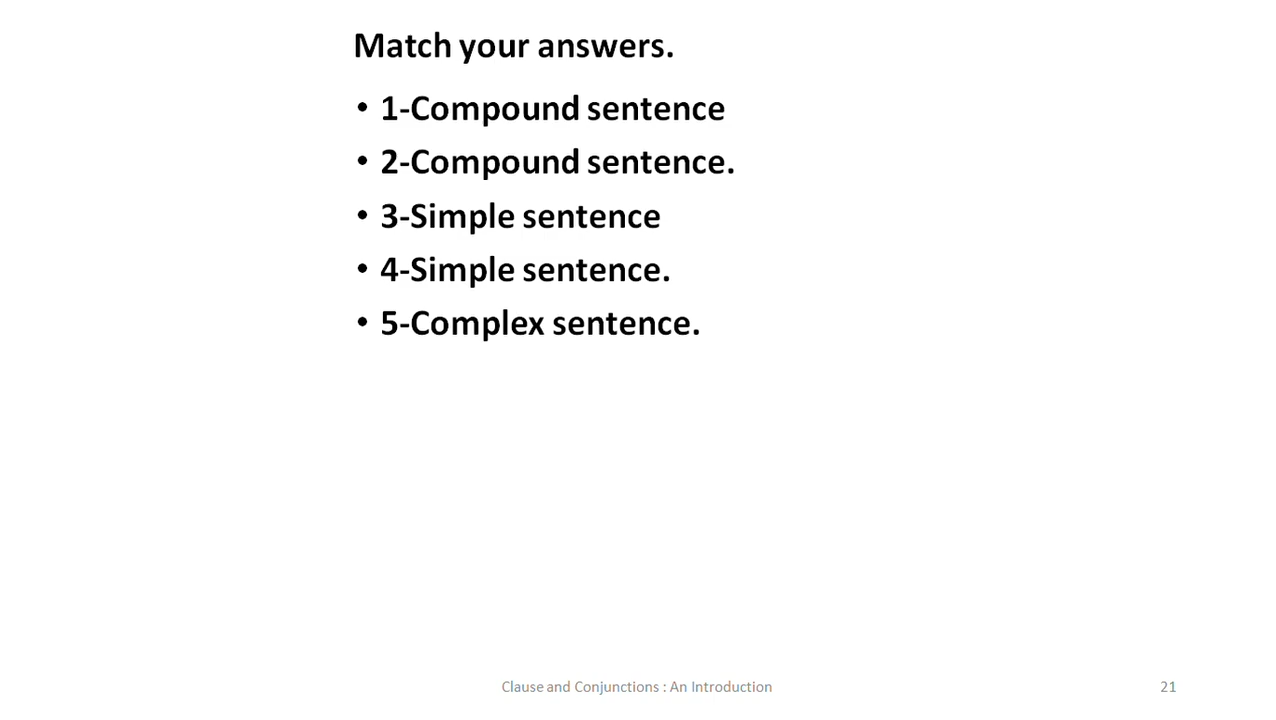 Match your answers.
• 1-Compound sentence
• 2-Compound sentence.
• 3-Simple sentence
• 4-Simple sentence.
• 5-Complex sentence.
Clause and Conjunctions : An Introduction
21